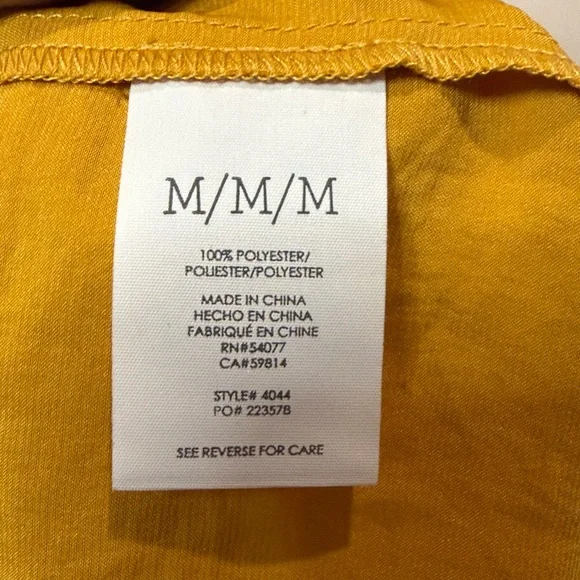 M/M/M
100% POLYESTER/
POLIESTER/POLYESTER
MADE IN CHINA
HECHO EN CHINA
FABRIQUÉ EN CHINE
RN#54077
CA#59814
STYLE# 4044
PO# 22357B
SEE REVERSE FOR CARE